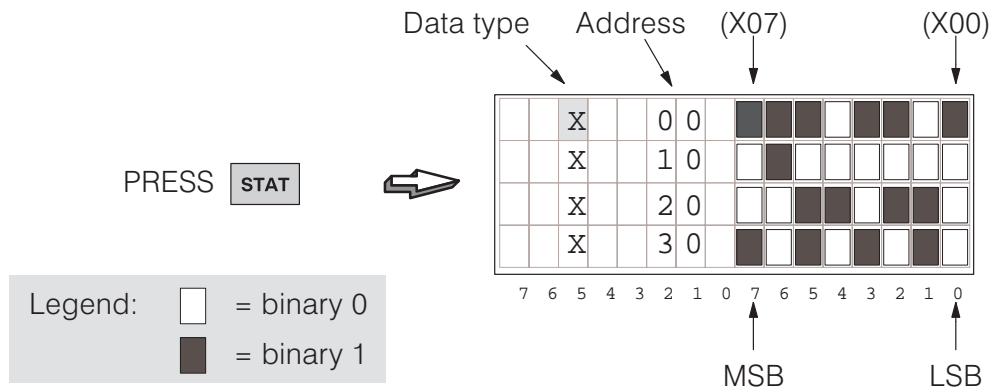 Data type Address (X07) (X00)
X 0 0
X 1 0
X 2 0
X 3 0
PRESS STAT
7 6 5 4 3 2 1 0 7 6 5 4 3 2 1 0
Legend: = binary 0
= binary 1
MSB LSB